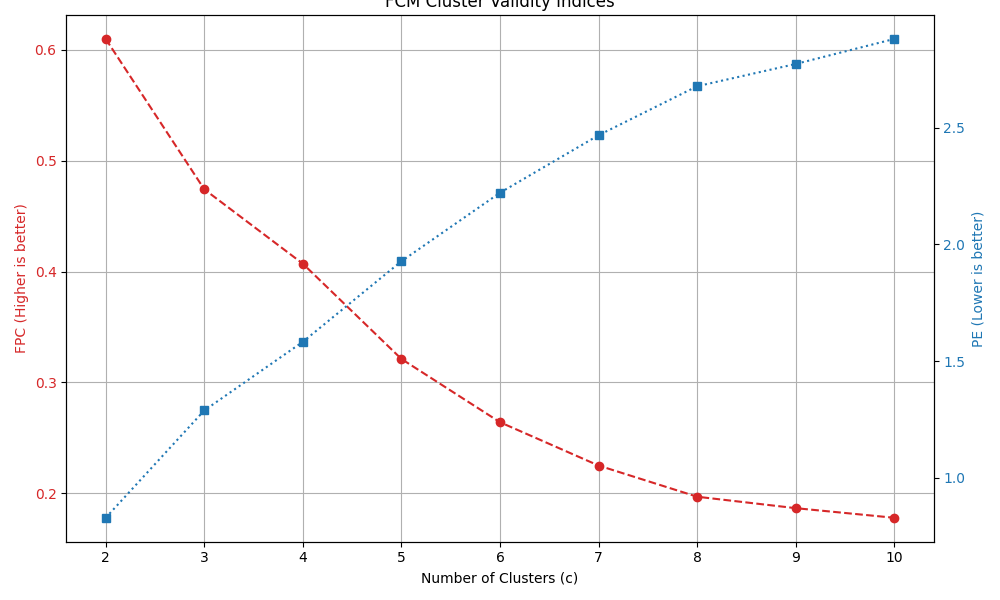 FCM Cluster Validity Indices
0.6
0.5
0.4
0.3
0.2
FPC (Higher is better)
2.5
2.0
1.5
1.0
PE (Lower is better)
2 3 4 5 6 7 8 9 10
Number of Clusters (c)